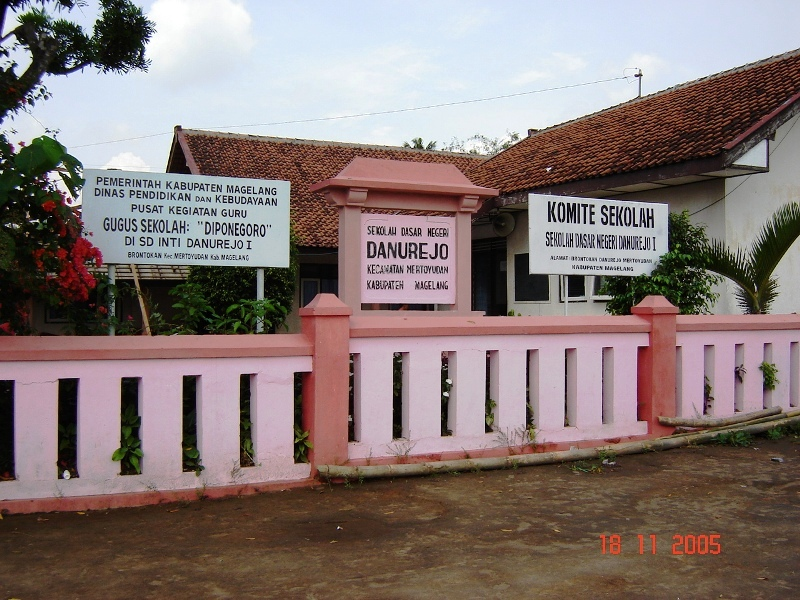 PEMERINTAH KABUPATEN MAGELANG
DINAS PENDIDIKAN DAN KEBUDAYAAN
PUSAT KEGIATAN GURU
GUGUS SEKOLAH: "DIPONEGORO"
DI SD INTI DANUREJO I
BRONTOKAN Kec MERTOYUDAN Kab. MAGELANG
SEKOLAH DASAR NEGERI
DANUREJO
KECAMATAN MERTOYUDAN
KABUPATEN MAGELANG
KOMITE SEKOLAH
SEKOLAH DASAR NEGERI DANUREJO I
ALAMAT: BRONTOKAN DANUREJO MERTOYUDAN
KABUPATEN MAGELANG
18 11 2005